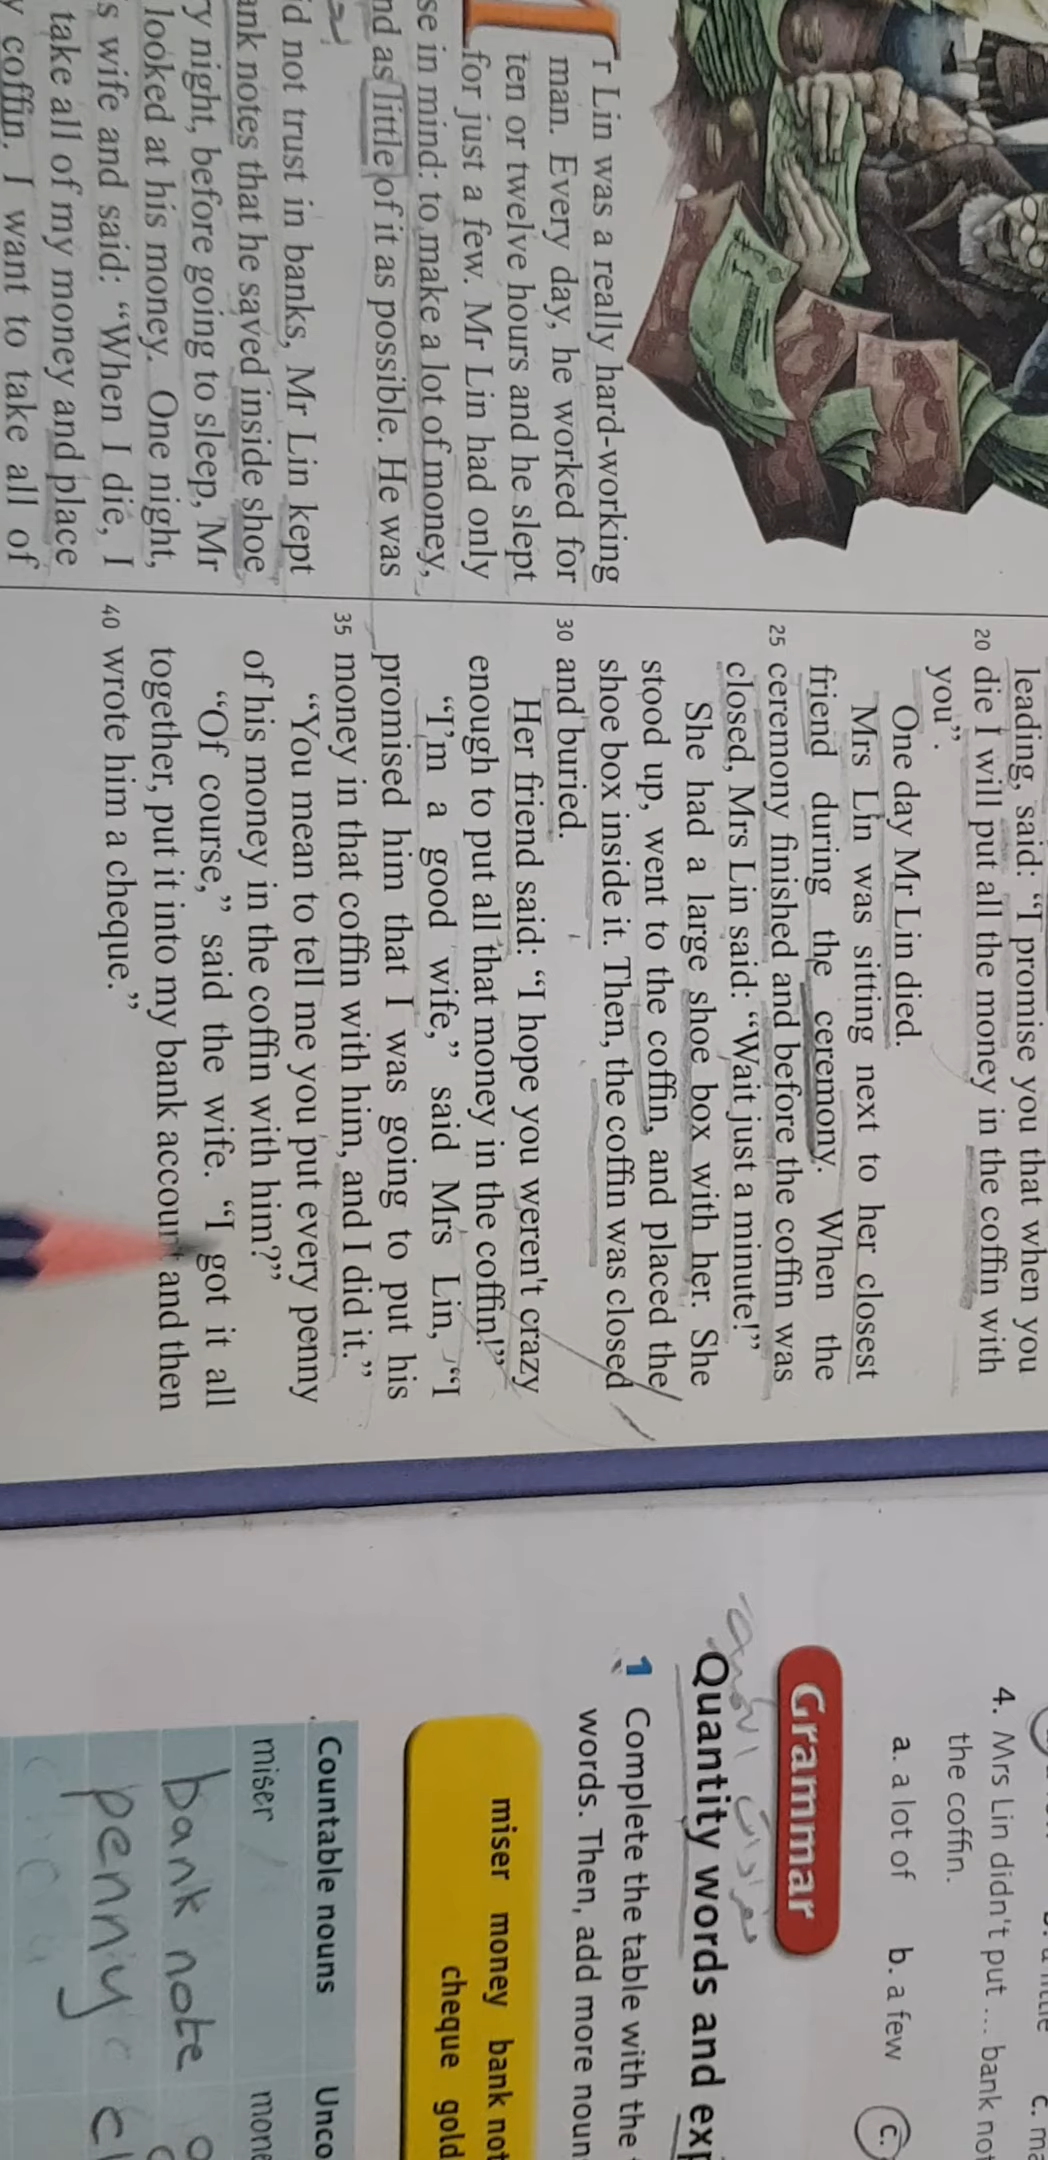 r Lin was a really hard-working
man. Every day, he worked for
ten or twelve hours and he slept
for just a few. Mr Lin had only
se in mind: to make a lot of money,
nd as little of it as possible. He was
id not trust in banks, Mr Lin kept
ank notes that he saved inside shoe
ry night, before going to sleep, Mr
looked at his money. One night,
s wife and said: “When I die, I
take all of my money and place
y coffin. I want to take all of
leading, said: “I promise you that when you
20 die I will put all the money in the coffin with
you”.
One day Mr Lin died.
Mrs Lin was sitting next to her closest
friend during the ceremony. When the
25 ceremony finished and before the coffin was
closed, Mrs Lin said: “Wait just a minute!”
She had a large shoe box with her. She
stood up, went to the coffin, and placed the
shoe box inside it. Then, the coffin was closed
30 and buried.
Her friend said: “I hope you weren't crazy
enough to put all that money in the coffin!”
“I’m a good wife,” said Mrs Lin, “I
promised him that I was going to put his
35 money in that coffin with him, and I did it.”
“You mean to tell me you put every penny
of his money in the coffin with him?”
“Of course,” said the wife. “I got it all
together, put it into my bank account and then
40 wrote him a cheque.”
4. Mrs Lin didn't put ... bank not
the coffin.
a. a lot of b. a few c.
Grammar
Quantity words and exp
1 Complete the table with the
words. Then, add more noun
miser money bank not
cheque gold
Countable nouns Unco
miser mone
bank note
penny